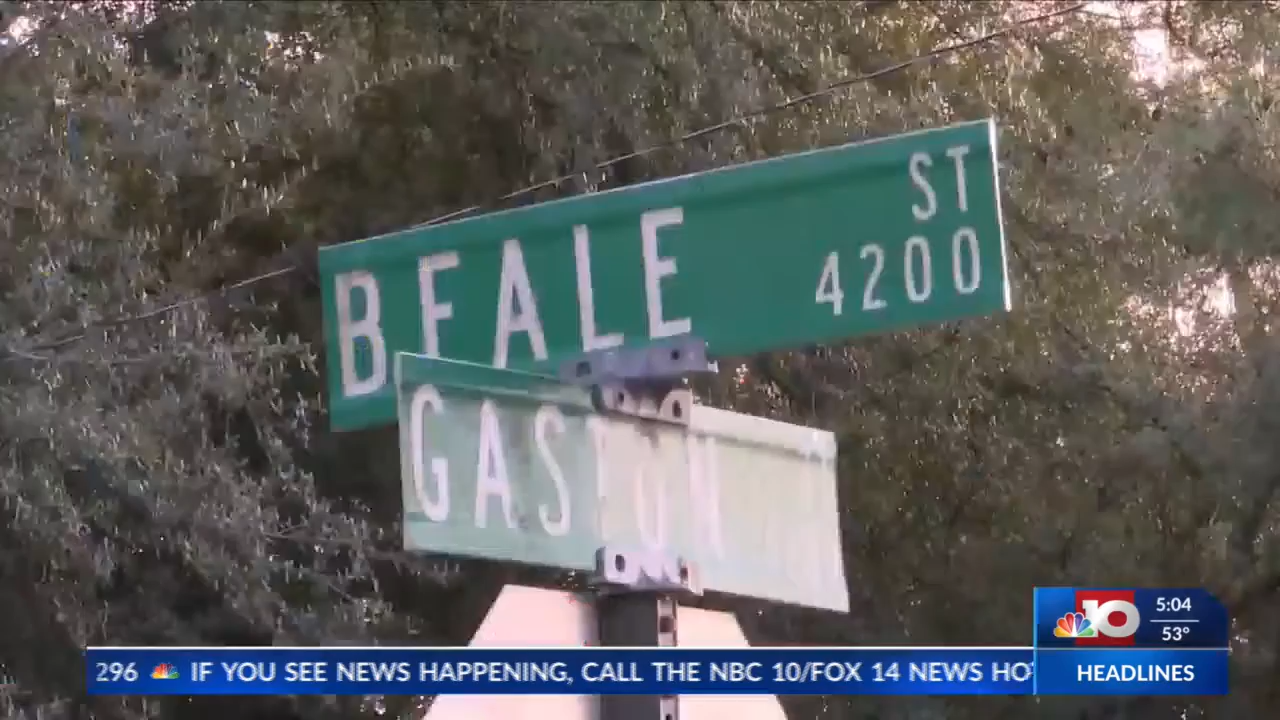 ST
BEALE
4200
GASTON
10
5:04
53°
296 IF YOU SEE NEWS HAPPENING, CALL THE NBC 10/FOX 14 NEWS HO
HEADLINES